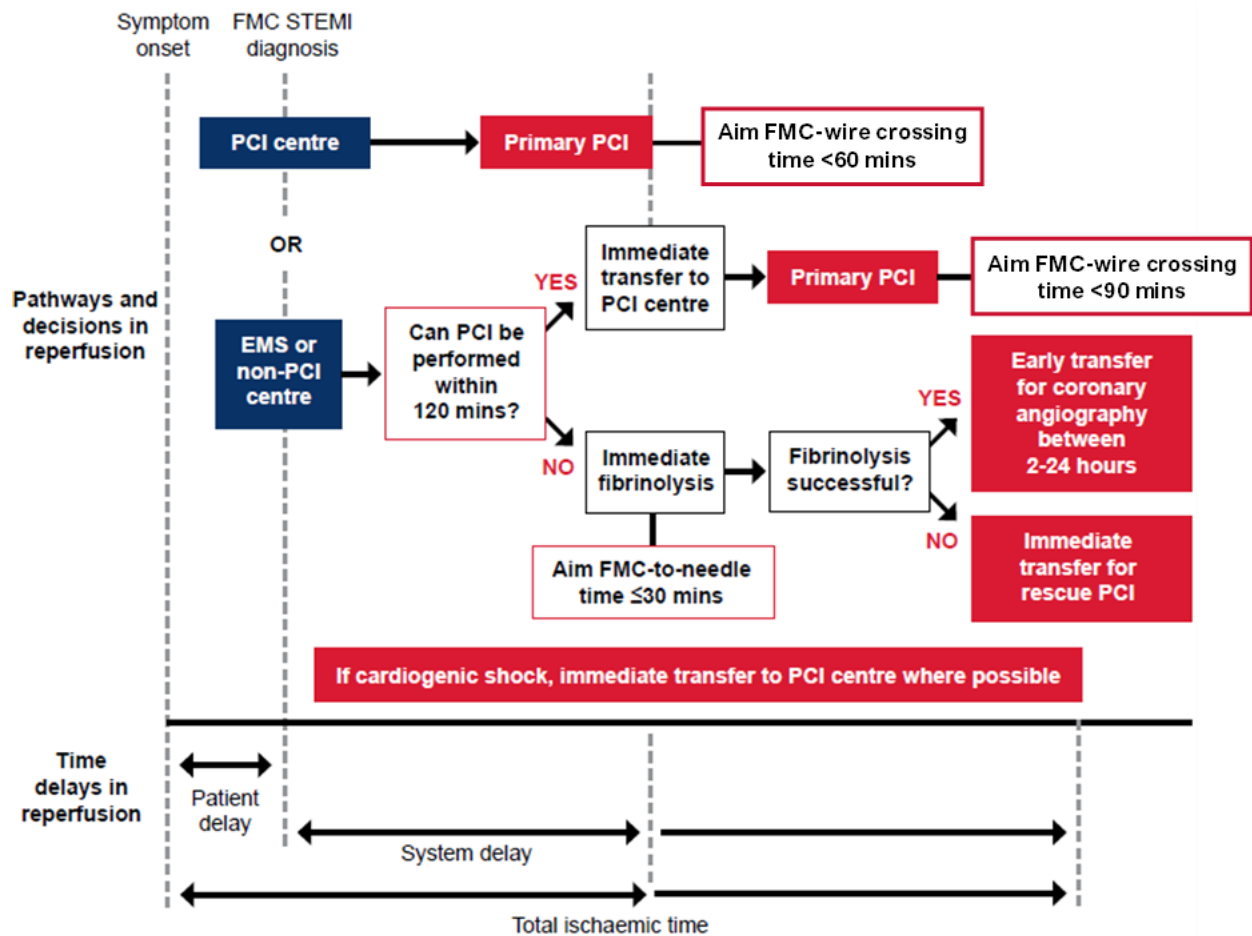 Symptom
onset
FMC STEMI
diagnosis
PCI centre
Primary PCI
Aim FMC-wire crossing
time <60 mins
OR
Pathways and
decisions in
reperfusion
EMS or
non-PCI
centre
Can PCI be
performed
within
120 mins?
YES
Immediate
transfer to
PCI centre
Primary PCI
Aim FMC-wire crossing
time <90 mins
NO
Immediate
fibrinolysis
Fibrinolysis
successful?
YES
Early transfer
for coronary
angiography
between
2-24 hours
NO
Immediate
transfer for
rescue PCI
Aim FMC-to-needle
time ≤30 mins
If cardiogenic shock, immediate transfer to PCI centre where possible
Time
delays in
reperfusion
Patient
delay
System delay
Total ischaemic time